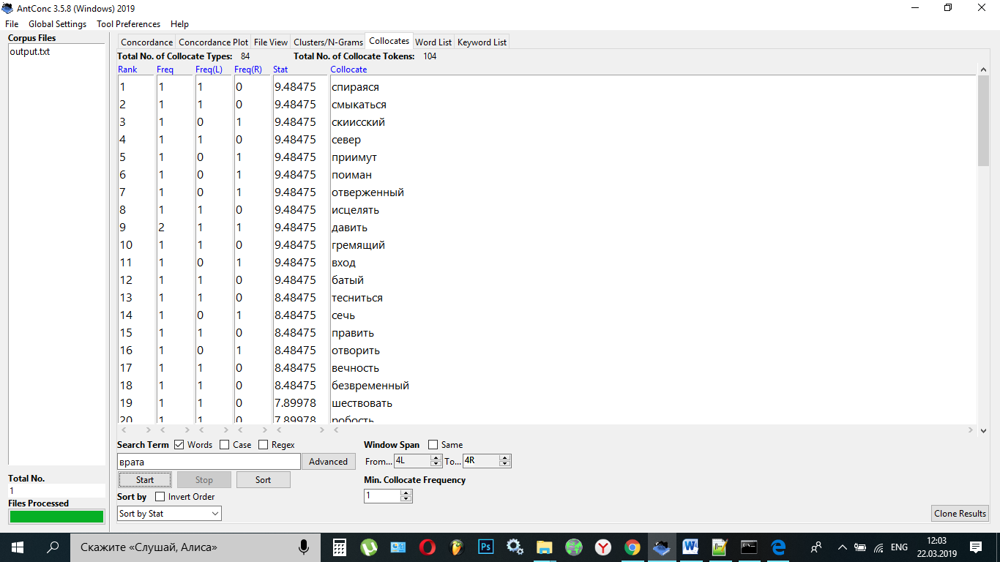 AntConc 3.5.8 (Windows) 2019
File Global Settings Tool Preferences Help
Corpus Files
output.txt
Concordance Concordance Plot File View Clusters/N-Grams Collocates Word List Keyword List
Total No. of Collocate Types: 84 Total No. of Collocate Tokens: 104
Rank Freq Freq(L) Freq(R) Stat Collocate
1 1 1 0 9.48475 спираяся
2 1 1 0 9.48475 смыкаться
3 1 0 1 9.48475 скиисский
4 1 1 0 9.48475 север
5 1 0 1 9.48475 приимут
6 1 0 1 9.48475 поиман
7 1 0 1 9.48475 отверженный
8 1 1 0 9.48475 исцелять
9 2 1 1 9.48475 давить
10 1 1 0 9.48475 гремящий
11 1 0 1 9.48475 вход
12 1 1 0 9.48475 батый
13 1 1 0 8.48475 тесниться
14 1 0 1 8.48475 сечь
15 1 1 0 8.48475 править
16 1 0 1 8.48475 отворить
17 1 1 0 8.48475 вечность
18 1 1 0 8.48475 безвременный
19 1 1 0 7.89978 шествовать
20 1 1 0 7.89978 робость
Search Term Words Case Regex
Window Span Same
врата Advanced
From... 4L To... 4R
Start Stop Sort
Min. Collocate Frequency
1
Sort by Invert Order
Sort by Stat
Total No.
1
Files Processed
Clone Results
Скажите «Слушай, Алиса»
Ps
ENG
12:03
22.03.2019